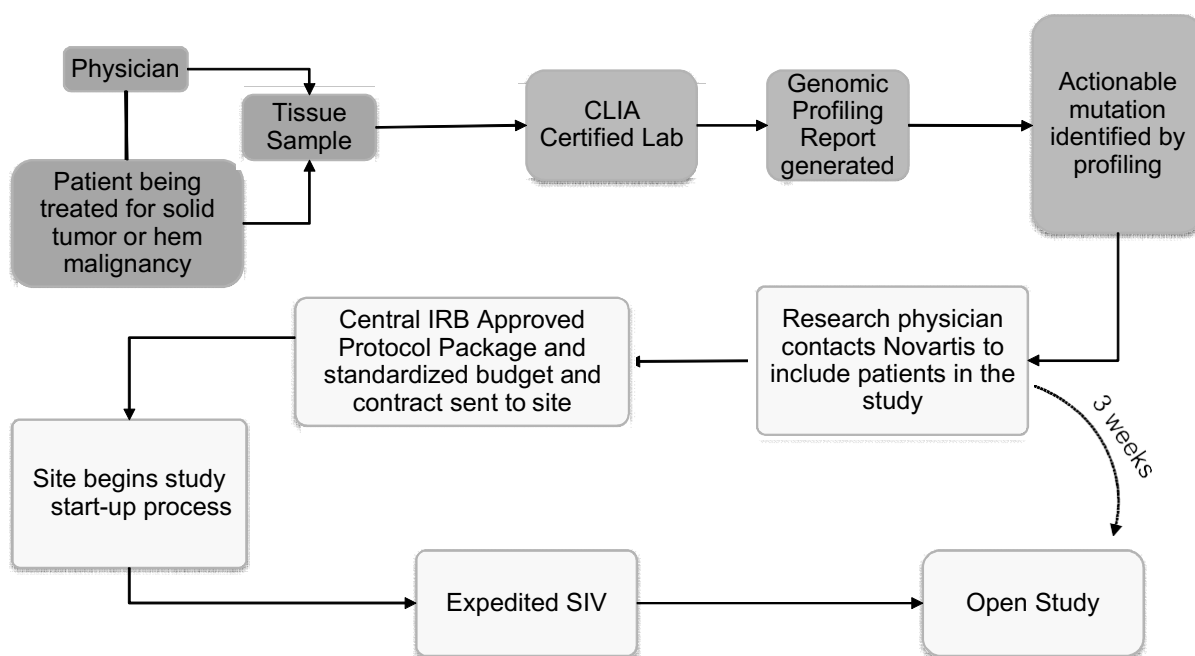 Physician
Tissue
Sample
Patient being
treated for solid
tumor or hem
malignancy
CLIA
Certified Lab
Genomic
Profiling
Report
generated
Actionable
mutation
identified by
profiling
Research physician
contacts Novartis to
include patients in the
study
Central IRB Approved
Protocol Package and
standardized budget and
contract sent to site
3 weeks
Site begins study
start-up process
Expedited SIV
Open Study